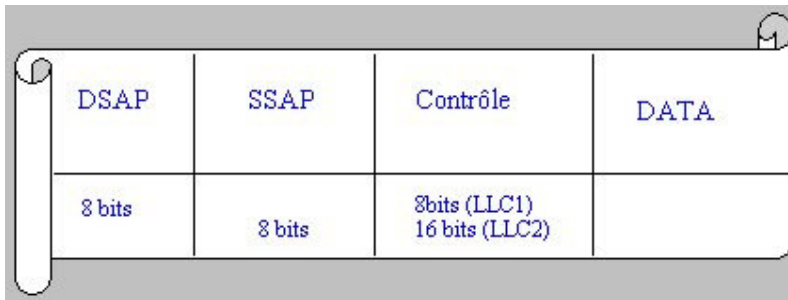 DSAP SSAP Contrôle DATA
8 bits 8 bits 8bits (LLC1)
16 bits (LLC2)